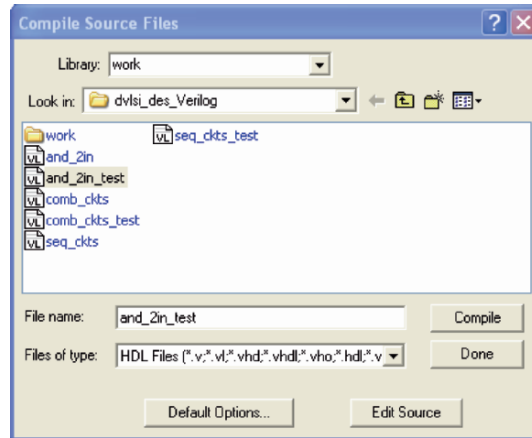 Compile Source Files
Library: work
Look in: dvlsi_des_Verilog
work
and_2in
and_2in_test
comb_ckts
comb_ckts_test
seq_ckts
seq_ckts_test
File name: and_2in_test
Compile
Files of type: HDL Files (*.v;*.vl;*.vhd;*.vhdl;*.vho;*.hdl;*.v
Done
Default Options...
Edit Source